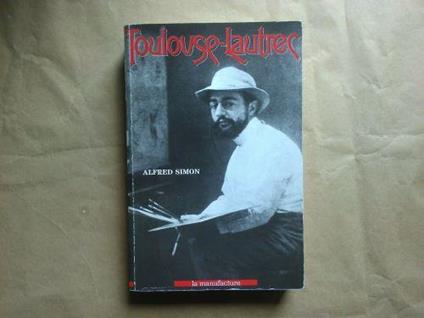 Toulouse-Lautrec
ALFRED SIMON
la manufacture